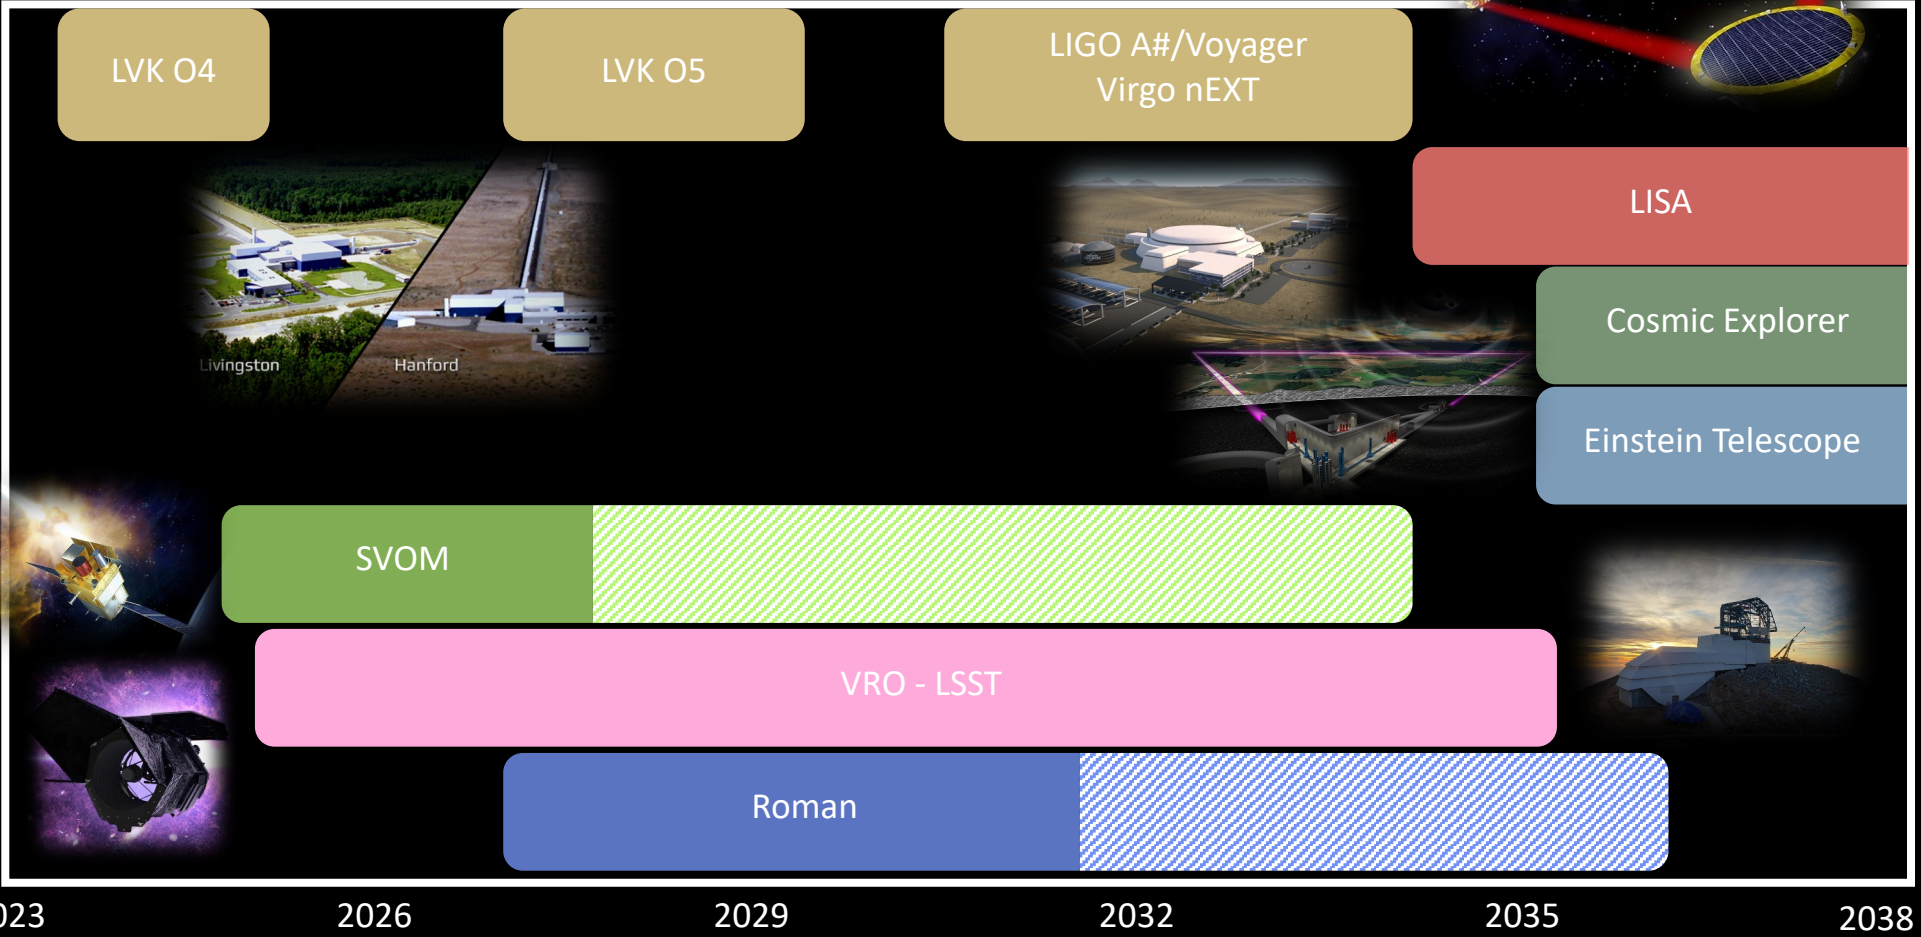 LVK O4
LVK O5
LIGO A#/Voyager
Virgo nEXT
LISA
Cosmic Explorer
Einstein Telescope
Livingston
Hanford
SVOM
VRO - LSST
Roman
023
2026
2029
2032
2035
2038